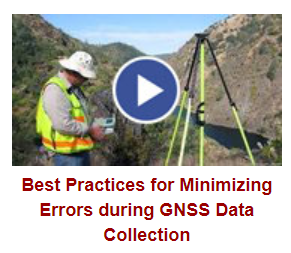 Best Practices for Minimizing
Errors during GNSS Data
Collection